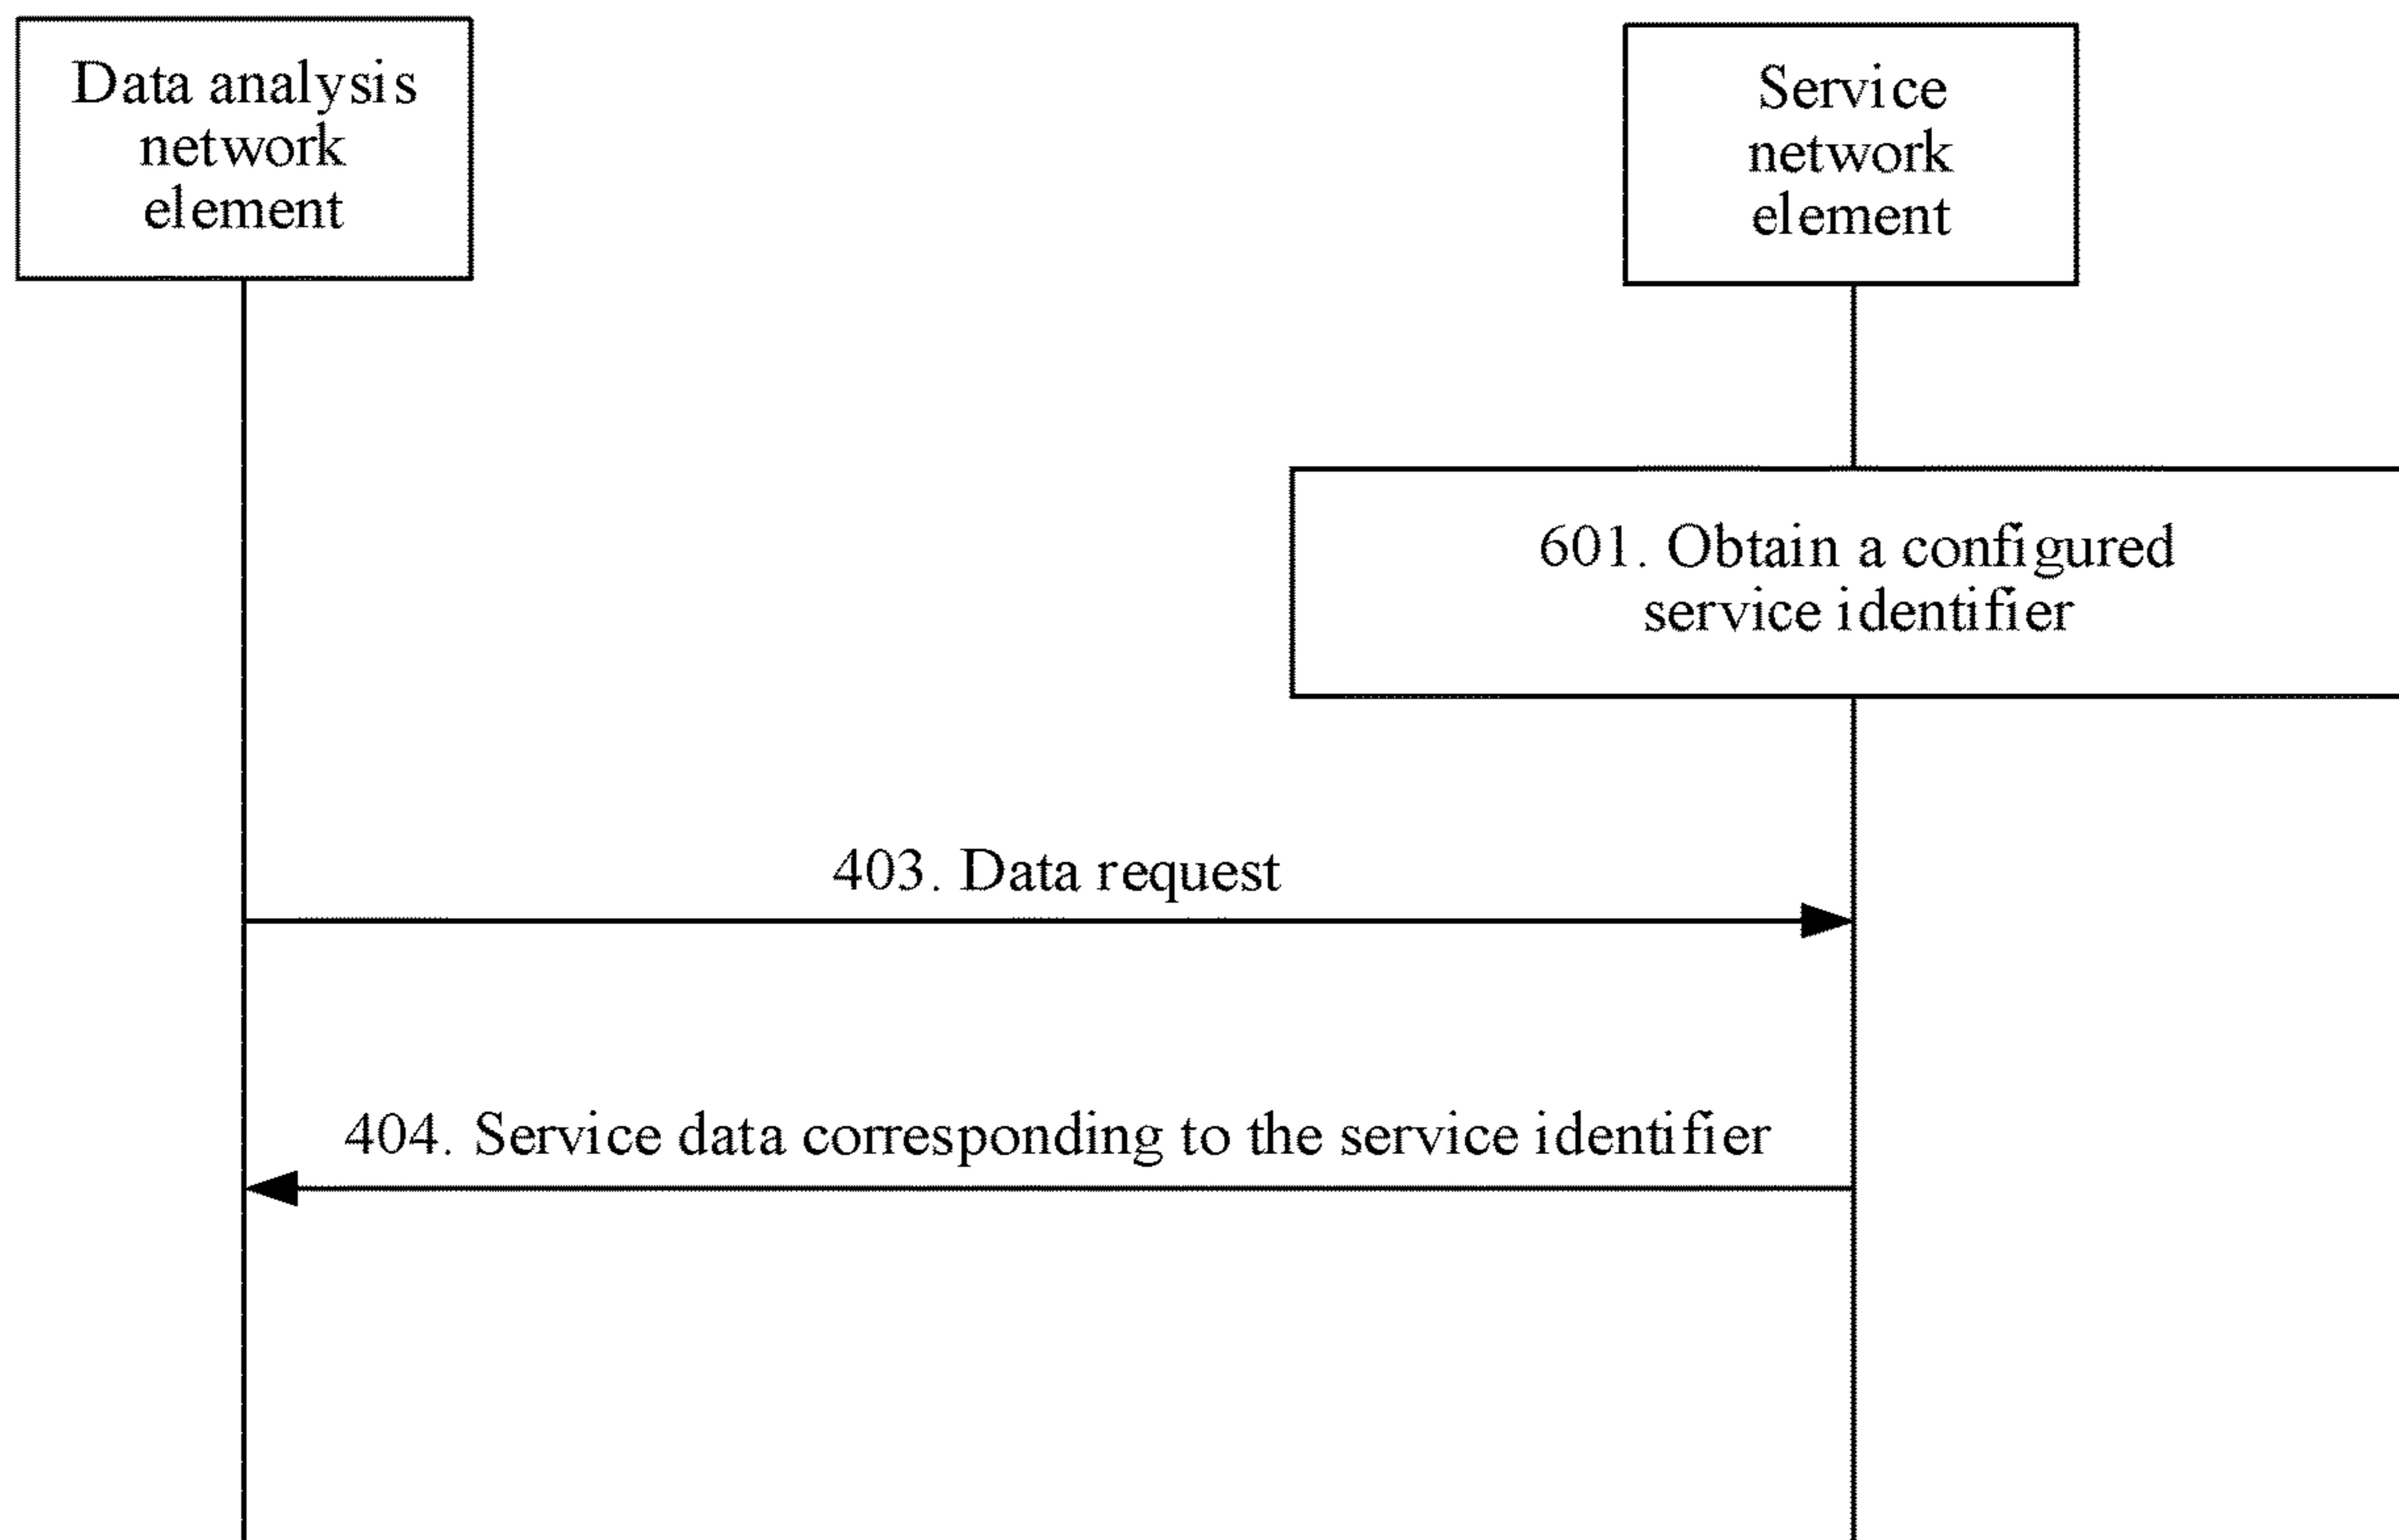 Data analysis
network
element
Service
network
element
601. Obtain a configured
service identifier
403. Data request
404. Service data corresponding to the service identifier